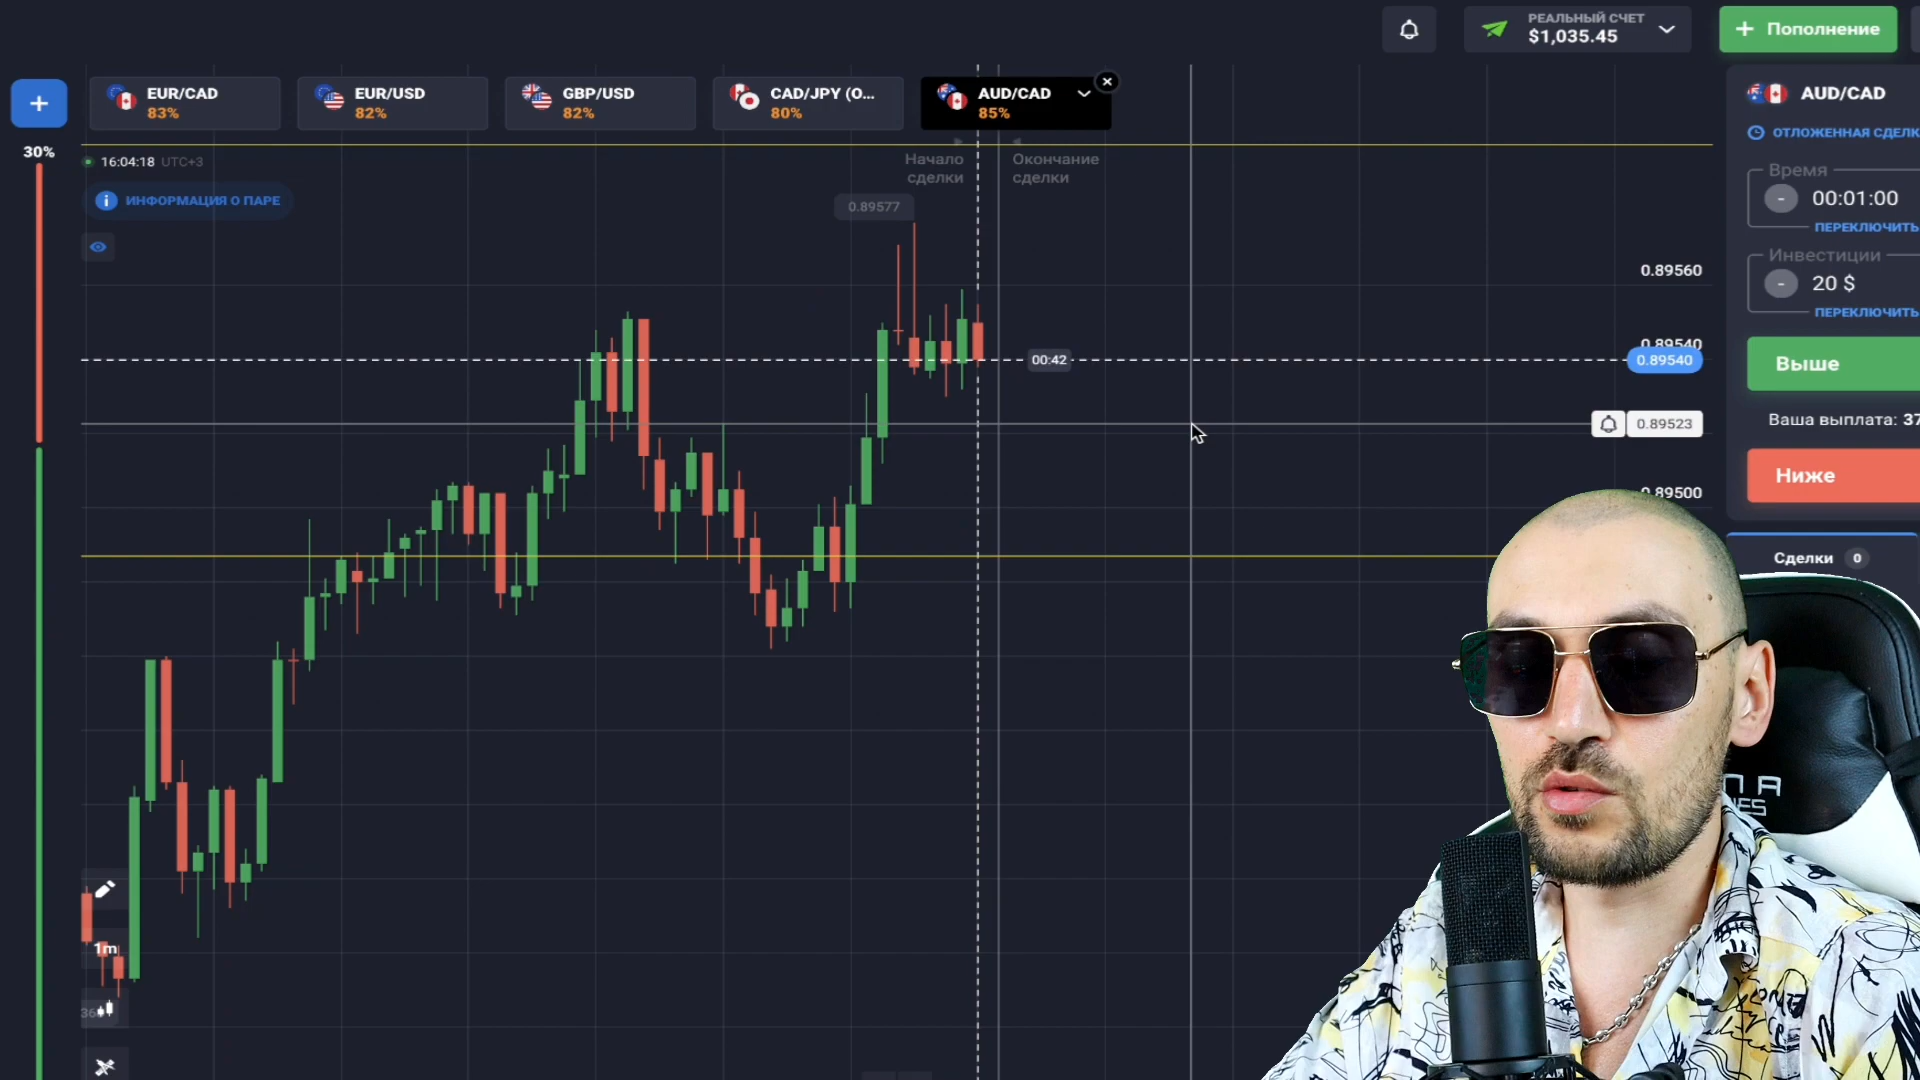 РЕАЛЬНЫЙ СЧЕТ
$1,035.45
Пополнение
EUR/CAD
83%
EUR/USD
82%
GBP/USD
82%
CAD/JPY (O...
80%
AUD/CAD
85%
AUD/CAD
30%
16:04:18 UTC+3
ИНФОРМАЦИЯ О ПАРЕ
Начало
сделки
Окончание
сделки
0.89577
0.89560
0.89540
00:42
0.89540
0.89523
0.89500
ОТЛОЖЕННАЯ СДЕЛК
Время
00:01:00
ПЕРЕКЛЮЧИТЬ
Инвестиции
20 $
ПЕРЕКЛЮЧИТЬ
Выше
Ваша выплата: 37
Ниже
Сделки 0
1m